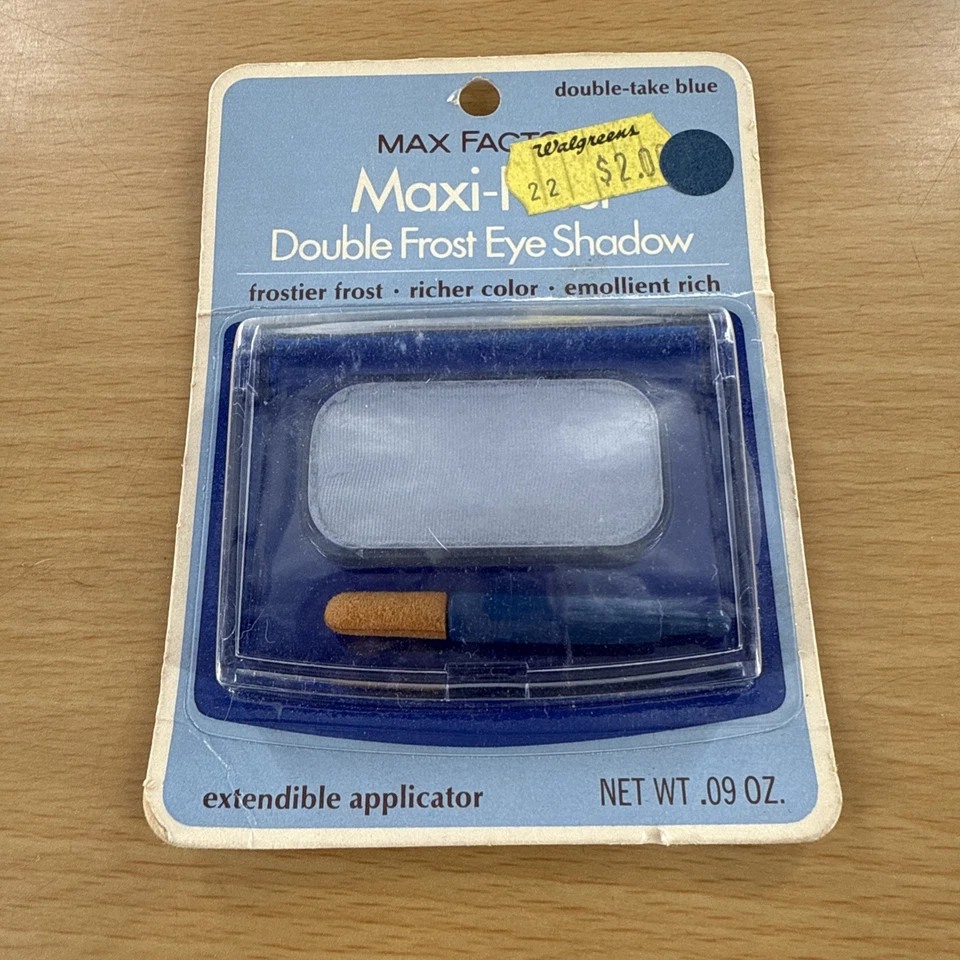 double-take blue
MAX FACTO
Walgreens
22 $2.0
Maxi-
Double Frost Eye Shadow
frostier frost · richer color · emollient rich
extendible applicator
NET WT .09 OZ.